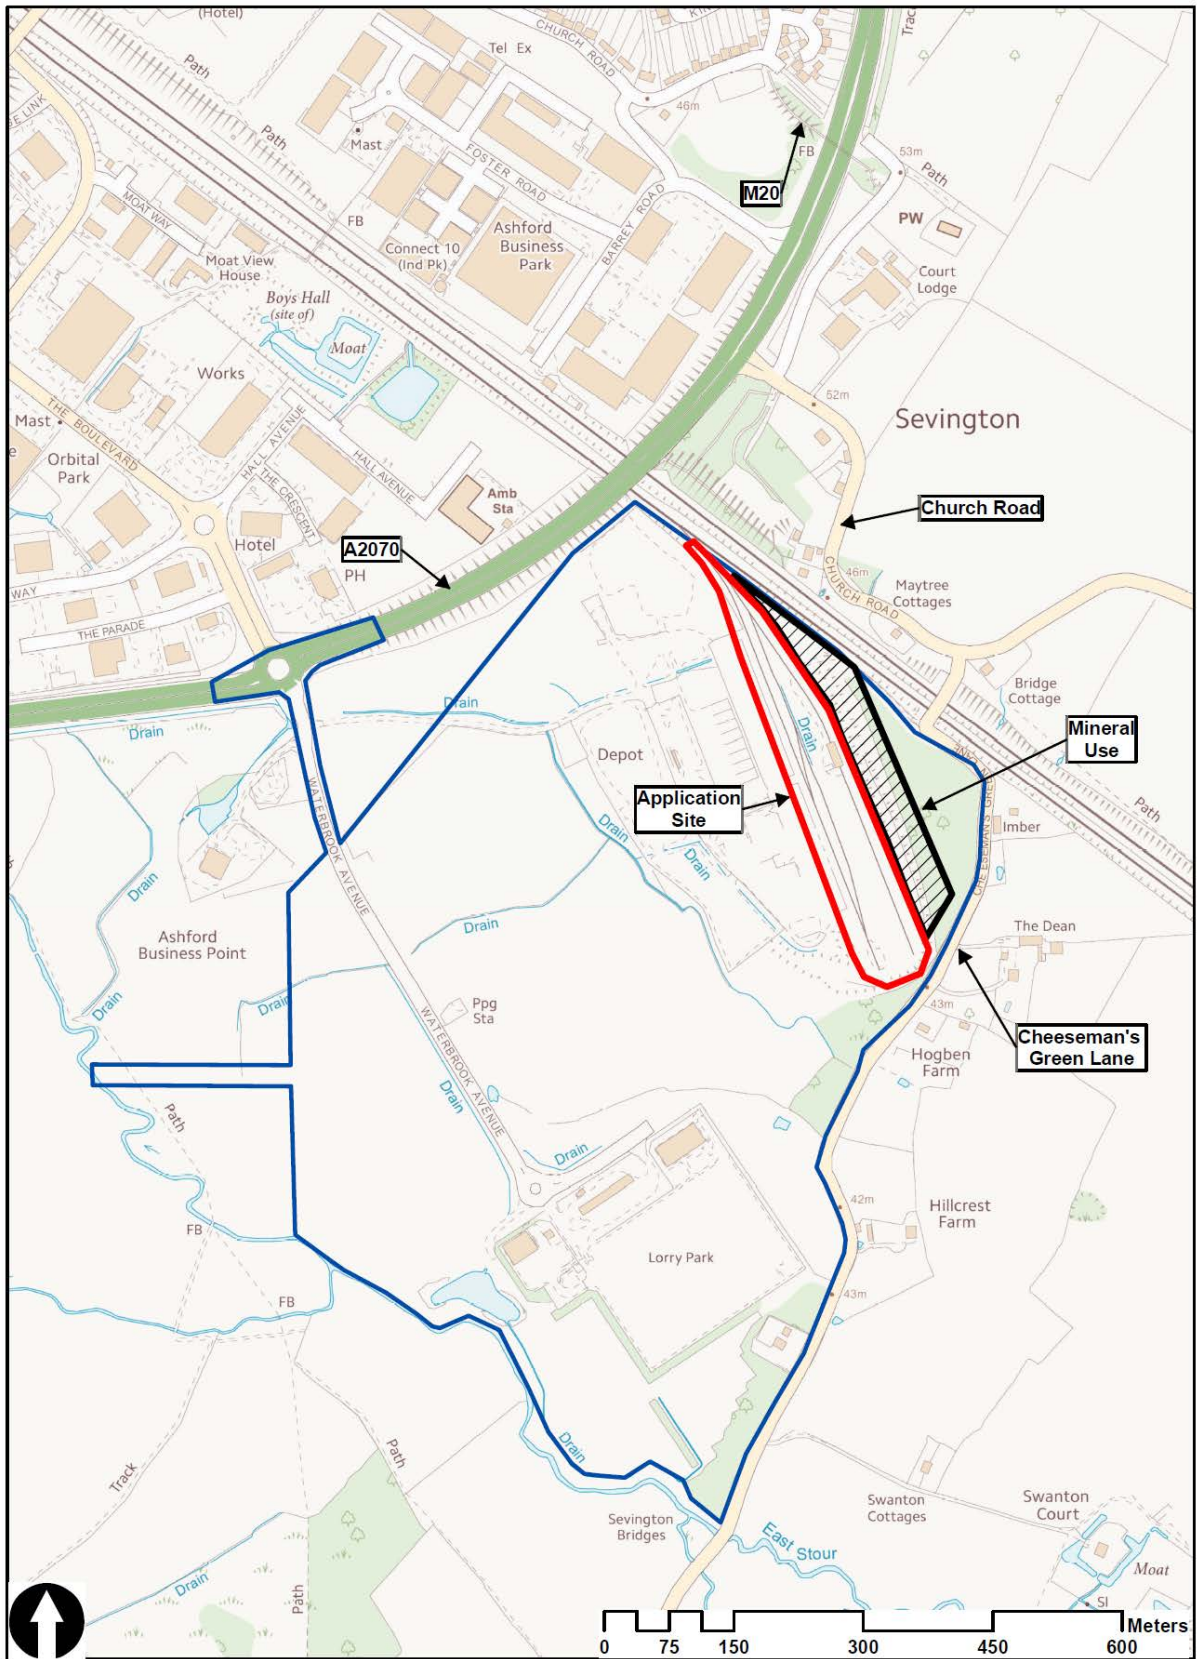 (Hotel)
Path
Tel Ex
CHURCH ROAD
Track
46m
Path
Mast
FOSTER ROAD
FB
53m
Path
M20
MOAT WAY
FB
BARREY ROAD
PW
Connect 10
(Ind Pk)
Ashford
Business
Park
Moat View
House
Court
Lodge
Boys Hall
(site of)
Moat
Works
52m
Sevington
Mast
THE BOULEVARD
HALL AVENUE
Orbital
Park
THE CRESCENT
HALL AVENUE
Amb
Sta
Church Road
Hotel
A2070
PH
46m
CHURCH ROAD
Maytree
Cottages
WAY
THE PARADE
Bridge
Cottage
Drain
Drain
Drain
Mineral
Use
Depot
Application
Site
Path
WATERBROOK AVENUE
Drain
Imber
CHEESEMANS GREEN
Drain
Drain
Ashford
Business Point
Drain
The Dean
Drain
Drain
Ppg
Sta
WATERBROOK AVENUE
43m
Cheeseman's
Green Lane
Hogben
Farm
Path
Drain
Drain
42m
Hillcrest
Farm
FB
Lorry Park
43m
FB
Path
Drain
Track
Swanton
Cottages
Swanton
Court
Sevington
Bridges
East Stour
Moat
Drain
Path
Sl
Meters
0 75 150 300 450 600